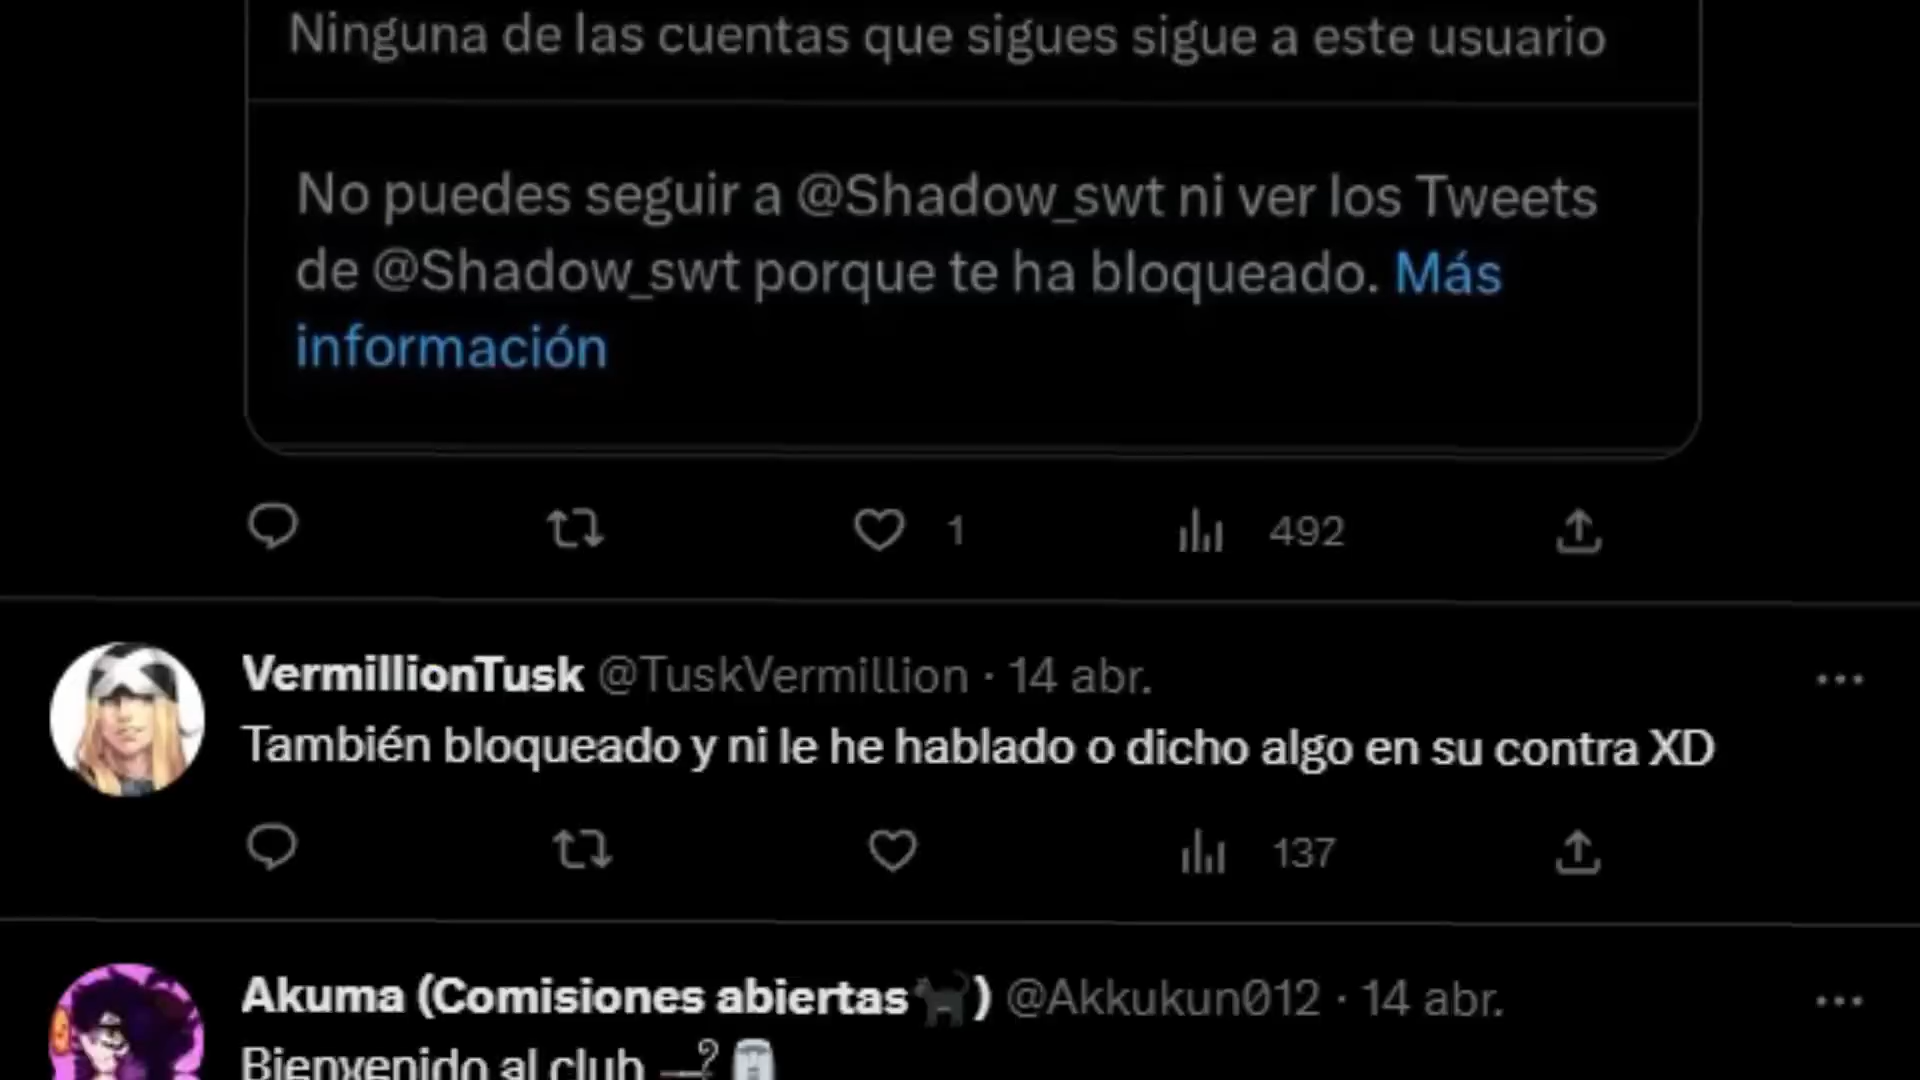 Ninguna de las cuentas que sigues sigue a este usuario
No puedes seguir a @Shadow_swt ni ver los Tweets
de @Shadow_swt porque te ha bloqueado. Más
información
1 492
VermillionTusk @TuskVermillion · 14 abr.
También bloqueado y ni le he hablado o dicho algo en su contra XD
137
Akuma (Comisiones abiertas🐈‍⬛) @Akkukun012 · 14 abr.
Bienvenido al club